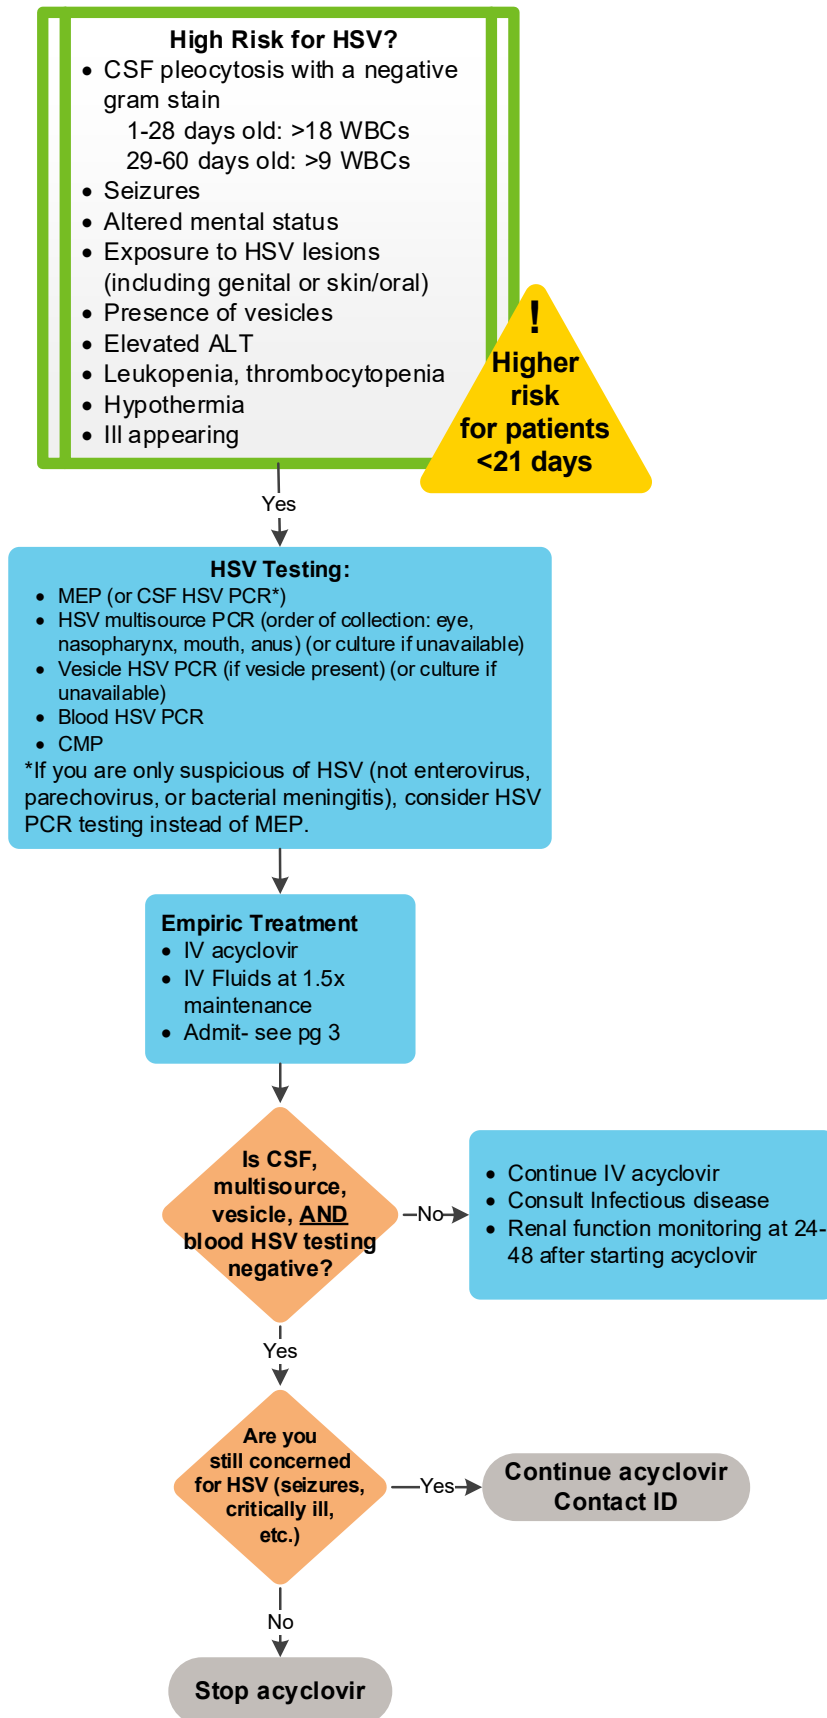 High Risk for HSV?
• CSF pleocytosis with a negative
gram stain
1-28 days old: >18 WBCs
29-60 days old: >9 WBCs
• Seizures
• Altered mental status
• Exposure to HSV lesions
(including genital or skin/oral)
• Presence of vesicles
• Elevated ALT
• Leukopenia, thrombocytopenia
• Hypothermia
• Ill appearing
!
Higher
risk
for patients
<21 days
Yes
HSV Testing:
• MEP (or CSF HSV PCR*)
• HSV multisource PCR (order of collection: eye,
nasopharynx, mouth, anus) (or culture if unavailable)
• Vesicle HSV PCR (if vesicle present) (or culture if
unavailable)
• Blood HSV PCR
• CMP
*If you are only suspicious of HSV (not enterovirus,
parechovirus, or bacterial meningitis), consider HSV
PCR testing instead of MEP.
Empiric Treatment
• IV acyclovir
• IV Fluids at 1.5x
maintenance
• Admit- see pg 3
Is CSF,
multisource,
vesicle, AND
blood HSV testing
negative?
No
• Continue IV acyclovir
• Consult Infectious disease
• Renal function monitoring at 24-
48 after starting acyclovir
Yes
Are you
still concerned
for HSV (seizures,
critically ill,
etc.)
Yes
Continue acyclovir
Contact ID
No
Stop acyclovir